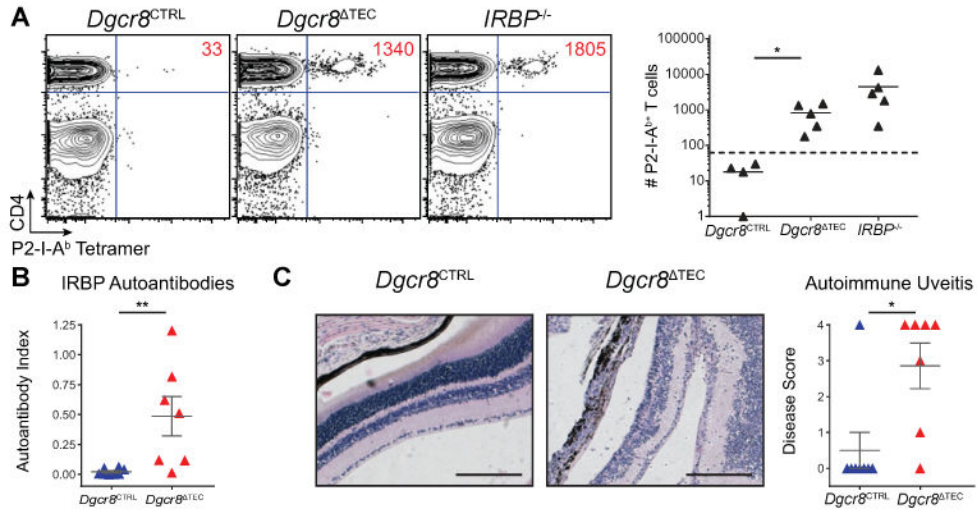 A
Dgcr8CTRL
Dgcr8ΔTEC
IRBP-/-
33
1340
1805
CD4
P2-I-Ab Tetramer
# P2-I-Ab+ T cells
100000
10000
1000
100
10
1
*
Dgcr8CTRL
Dgcr8ΔTEC
IRBP-/-
B
IRBP Autoantibodies
**
Autoantibody Index
1.25
1.00
0.75
0.50
0.25
0.00
Dgcr8CTRL
Dgcr8ΔTEC
C
Dgcr8CTRL
Dgcr8ΔTEC
Autoimmune Uveitis
*
Disease Score
4
3
2
1
0
Dgcr8CTRL
Dgcr8ΔTEC